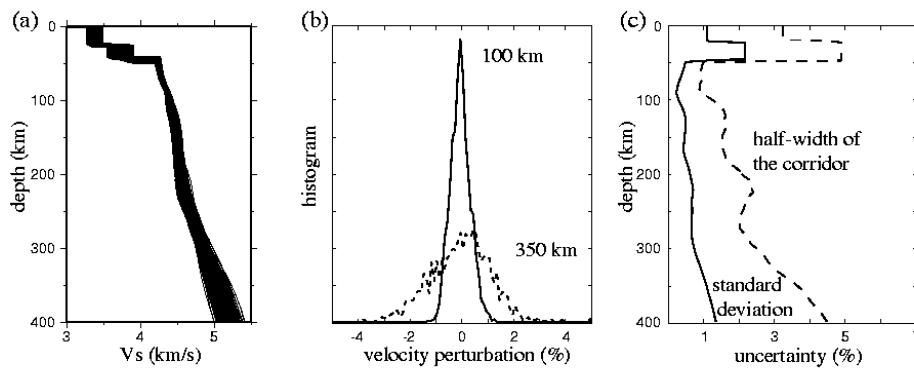 (a)
0
100
200
300
400
depth (km)
3
4
5
Vs (km/s)
(b)
100 km
350 km
histogram
-4
-2
0
2
4
velocity perturbation (%)
(c)
0
100
200
300
400
depth (km)
half-width of
the corridor
standard
deviation
1
3
5
uncertainty (%)